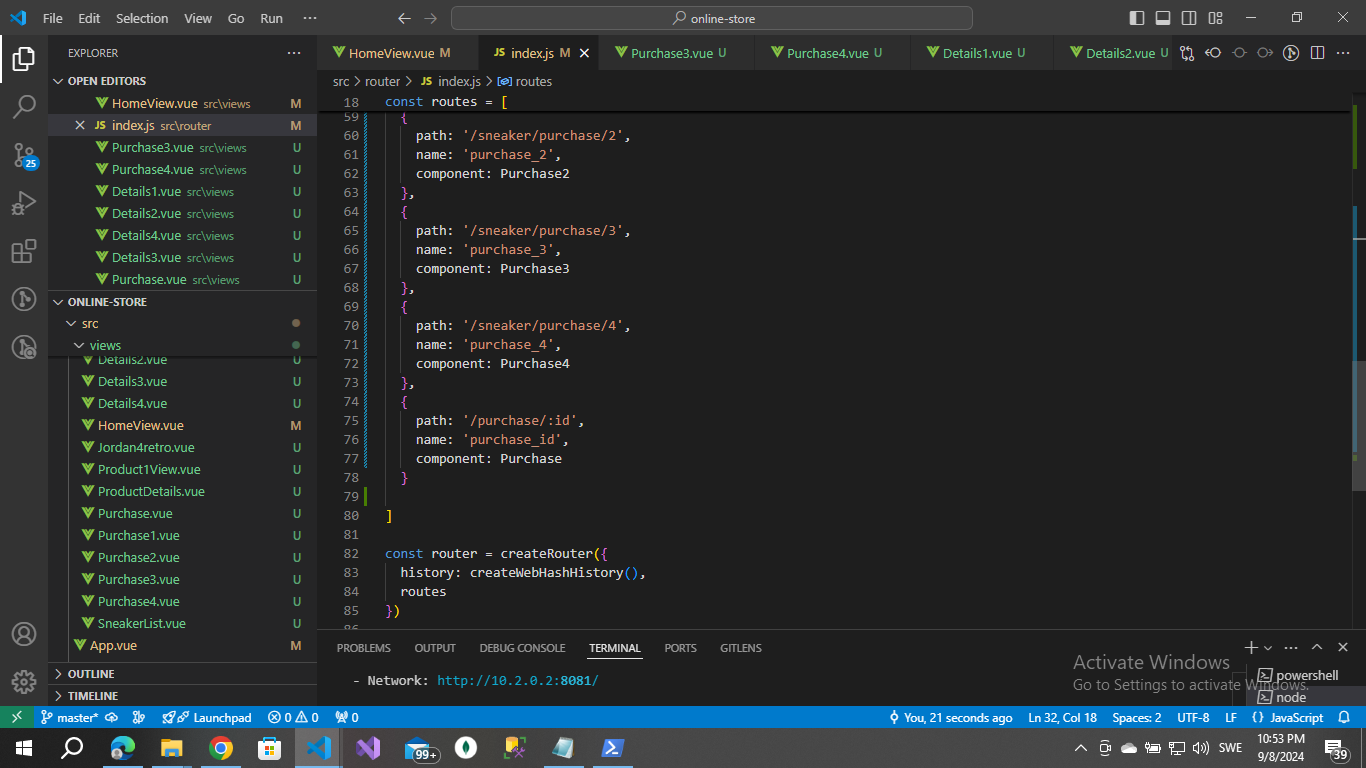 File Edit Selection View Go Run ··· online-store
EXPLORER ···
OPEN EDITORS
HomeView.vue src\views M
JS index.js src\router M
Purchase3.vue src\views U
Purchase4.vue src\views U
Details1.vue src\views U
Details2.vue src\views U
Details4.vue src\views U
Details3.vue src\views U
Purchase.vue src\views U
ONLINE-STORE
src
views
Details2.vue U
Details3.vue U
Details4.vue U
HomeView.vue M
Jordan4retro.vue U
Product1View.vue U
ProductDetails.vue U
Purchase.vue U
Purchase1.vue U
Purchase2.vue U
Purchase3.vue U
Purchase4.vue U
SneakerList.vue U
App.vue M
OUTLINE
TIMELINE
25
HomeView.vue M JS index.js M Purchase3.vue U Purchase4.vue U Details1.vue U Details2.vue U ···
src > router > JS index.js > routes
18 const routes = [
59 {
60 path: '/sneaker/purchase/2',
61 name: 'purchase_2',
62 component: Purchase2
63 },
64 {
65 path: '/sneaker/purchase/3',
66 name: 'purchase_3',
67 component: Purchase3
68 },
69 {
70 path: '/sneaker/purchase/4',
71 name: 'purchase_4',
72 component: Purchase4
73 },
74 {
75 path: '/purchase/:id',
76 name: 'purchase_id',
77 component: Purchase
78 }
79
80 ]
81
82 const router = createRouter({
83 history: createWebHashHistory(),
84 routes
85 })
86
PROBLEMS OUTPUT DEBUG CONSOLE TERMINAL PORTS GITLENS
- Network: http://10.2.0.2:8081/
powershell
node
Activate Windows
Go to Settings to activate Windows.
master* Launchpad 0 0 0 You, 21 seconds ago Ln 32, Col 18 Spaces: 2 UTF-8 LF {} JavaScript
99+ SWE 10:53 PM
9/8/2024
39